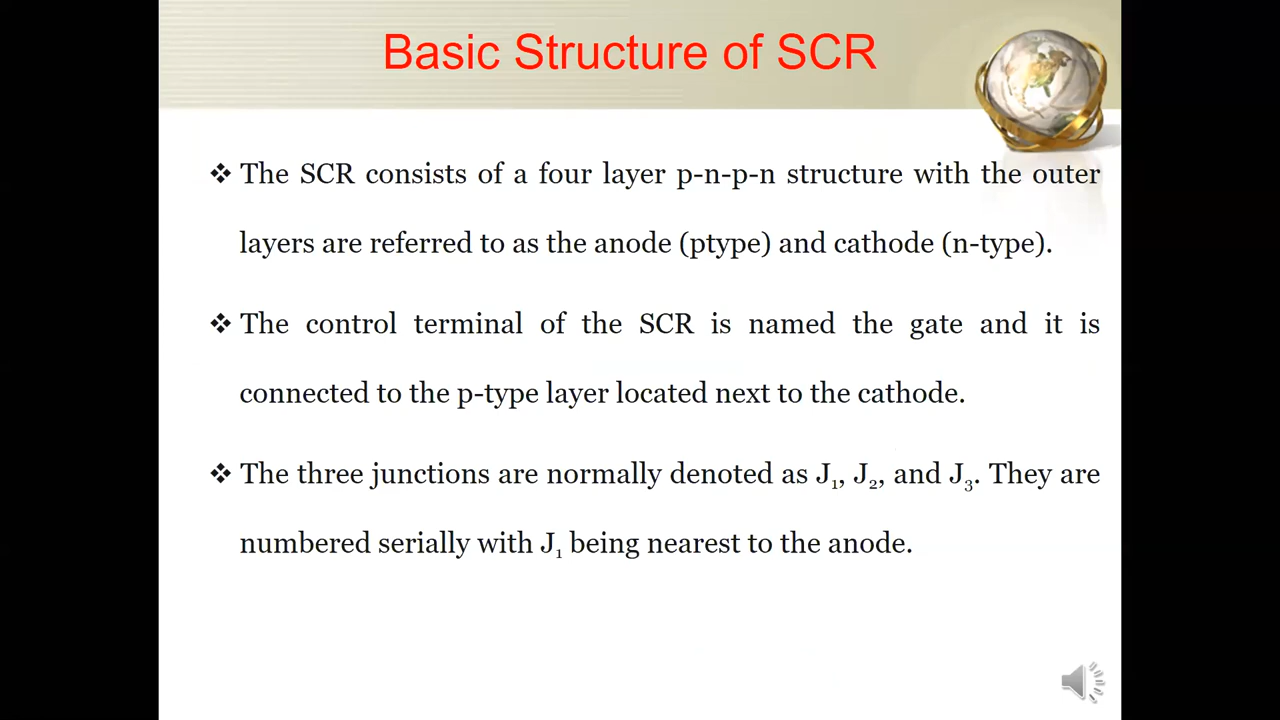 Basic Structure of SCR
❖ The SCR consists of a four layer p-n-p-n structure with the outer
layers are referred to as the anode (ptype) and cathode (n-type).
❖ The control terminal of the SCR is named the gate and it is
connected to the p-type layer located next to the cathode.
❖ The three junctions are normally denoted as J₁, J₂, and J₃. They are
numbered serially with J₁ being nearest to the anode.